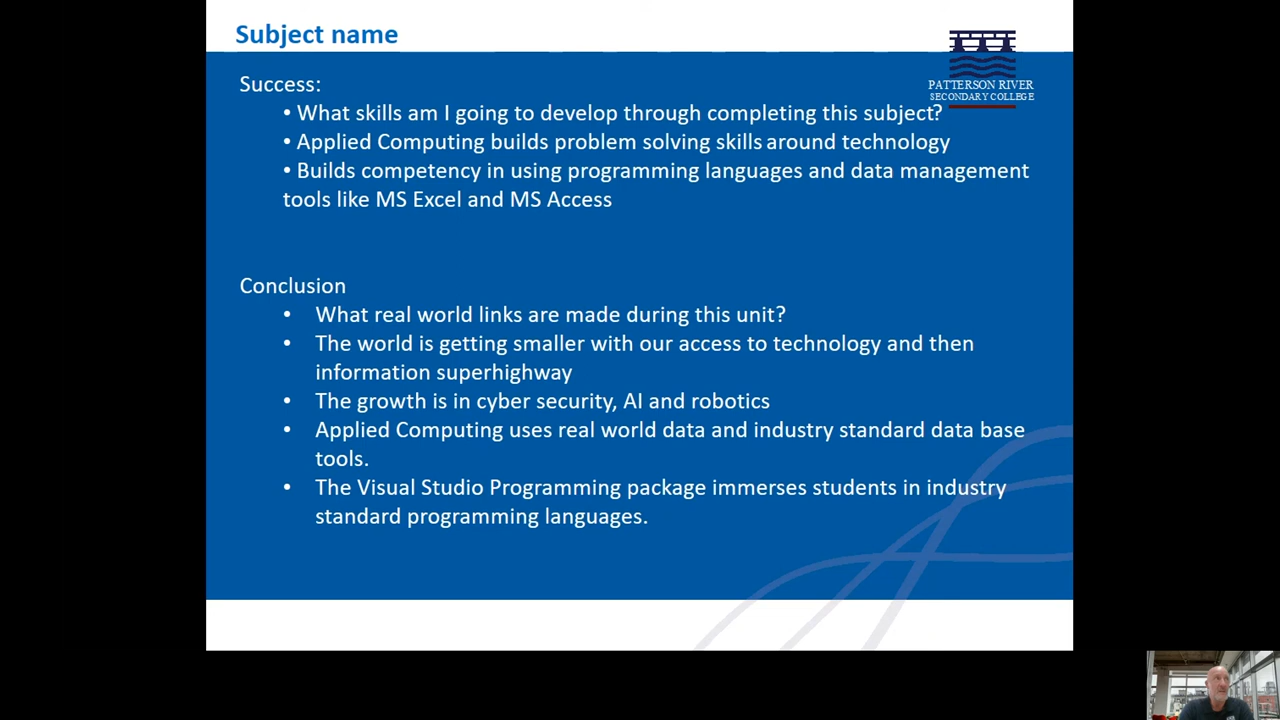 Subject name
PATTERSON RIVER
SECONDARY COLLEGE
Success:
• What skills am I going to develop through completing this subject?
• Applied Computing builds problem solving skills around technology
• Builds competency in using programming languages and data management
tools like MS Excel and MS Access
Conclusion
• What real world links are made during this unit?
• The world is getting smaller with our access to technology and then
information superhighway
• The growth is in cyber security, AI and robotics
• Applied Computing uses real world data and industry standard data base
tools.
• The Visual Studio Programming package immerses students in industry
standard programming languages.